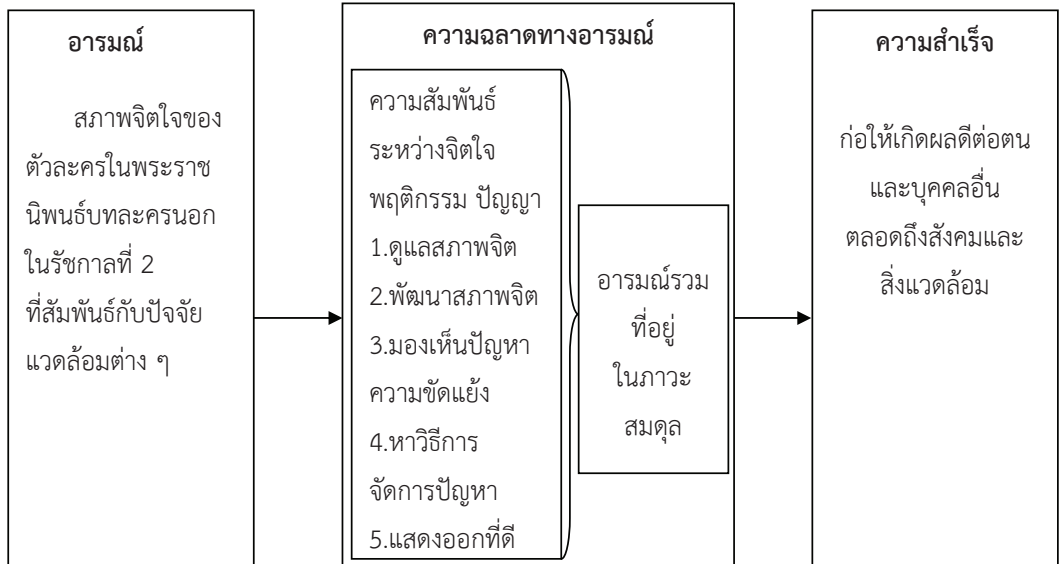 อารมณ์
สภาพจิตใจของ
ตัวละครในพระราช
นิพนธ์บทละครนอก
ในรัชกาลที่ 2
ที่สัมพันธ์กับปัจจัย
แวดล้อมต่าง ๆ
ความฉลาดทางอารมณ์
ความสัมพันธ์
ระหว่างจิตใจ
พฤติกรรม ปัญญา
1.ดูแลสภาพจิต
2.พัฒนาสภาพจิต
3.มองเห็นปัญหา
ความขัดแย้ง
4.หาวิธีการ
จัดการปัญหา
5.แสดงออกที่ดี
อารมณ์รวม
ที่อยู่
ในภาวะ
สมดุล
ความสำเร็จ
ก่อให้เกิดผลดีต่อตน
และบุคคลอื่น
ตลอดถึงสังคมและ
สิ่งแวดล้อม